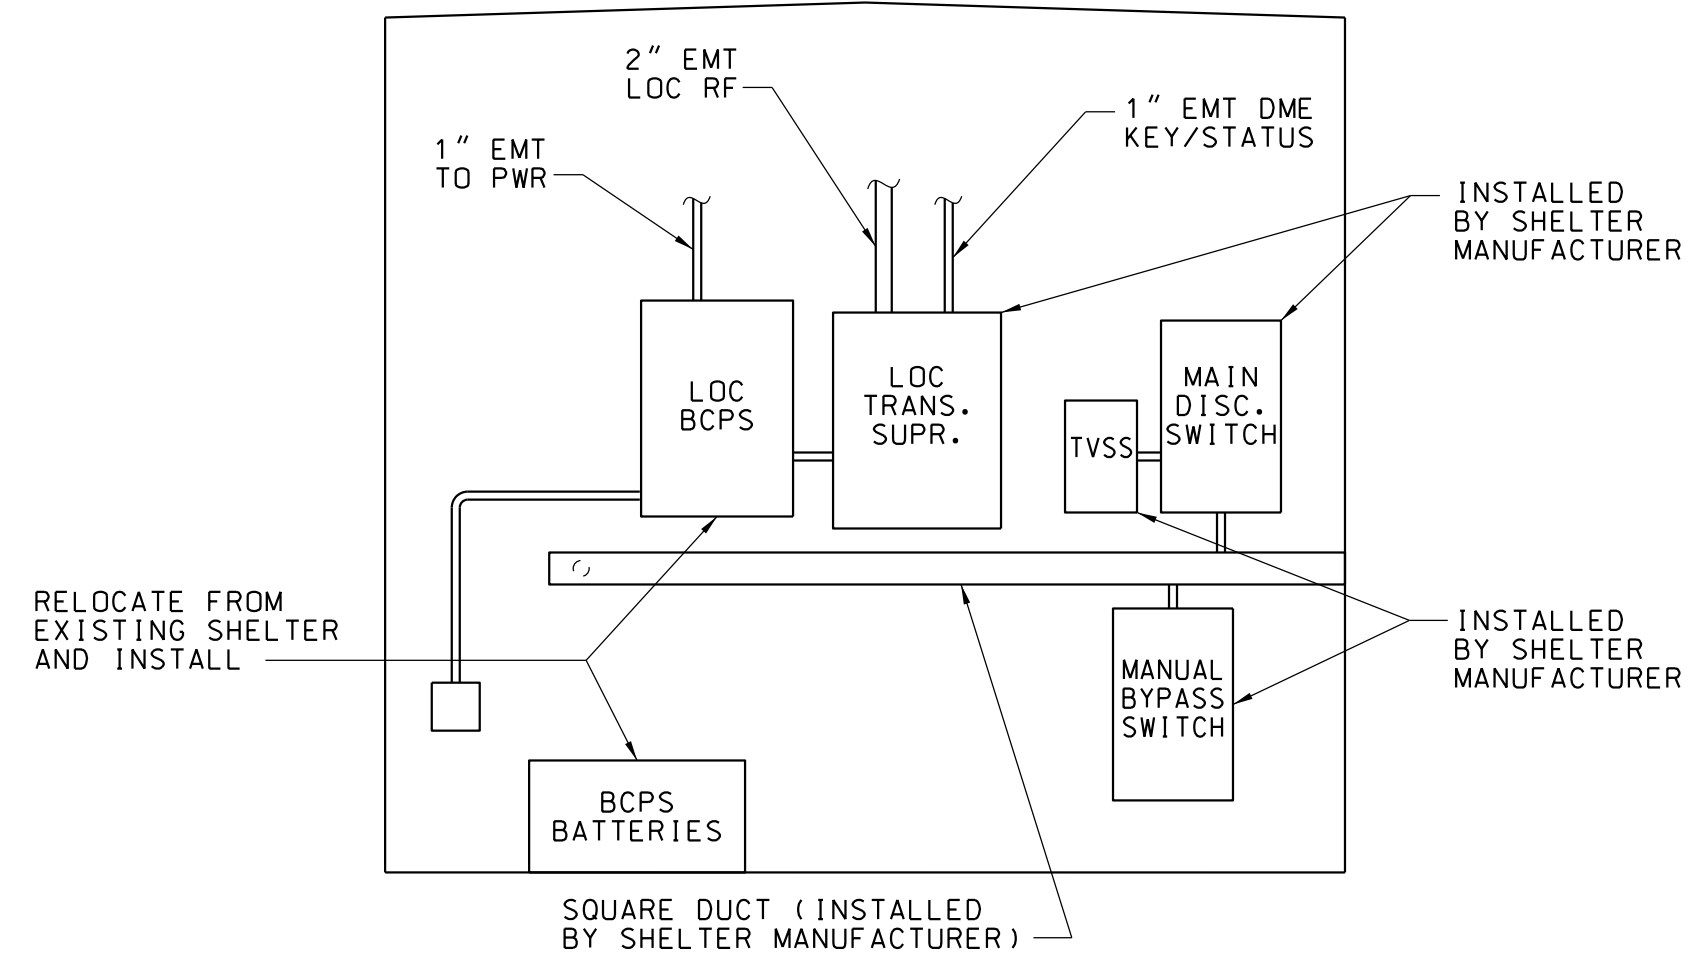 2" EMT
LOC RF
1" EMT DME
KEY/STATUS
1" EMT
TO PWR
INSTALLED
BY SHELTER
MANUFACTURER
LOC
BCPS
LOC
TRANS.
SUPR.
MAIN
DISC.
SWITCH
TVSS
RELOCATE FROM
EXISTING SHELTER
AND INSTALL
INSTALLED
BY SHELTER
MANUFACTURER
MANUAL
BYPASS
SWITCH
BCPS
BATTERIES
SQUARE DUCT (INSTALLED
BY SHELTER MANUFACTURER)